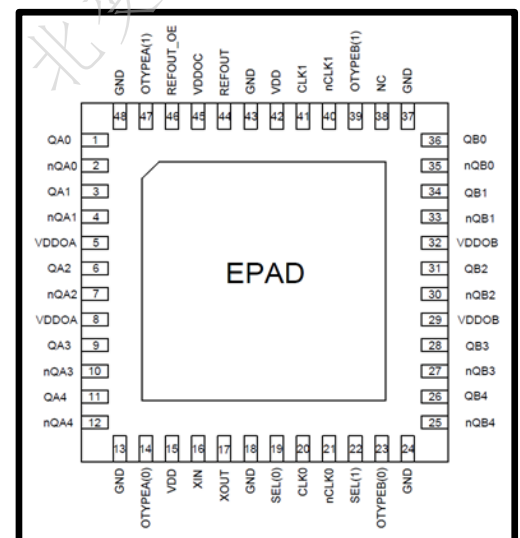 北
GND
OTYPEA(1)
REFOUT_OE
VDDOC
REFOUT
GND
VDD
CLK1
nCLK1
OTYPEB(1)
NC
GND
48 47 46 45 44 43 42 41 40 39 38 37
QA0 1
nQA0 2
QA1 3
nQA1 4
VDDOA 5
QA2 6
nQA2 7
VDDOA 8
QA3 9
nQA3 10
QA4 11
nQA4 12
EPAD
36 QB0
35 nQB0
34 QB1
33 nQB1
32 VDDOB
31 QB2
30 nQB2
29 VDDOB
28 QB3
27 nQB3
26 QB4
25 nQB4
13 14 15 16 17 18 19 20 21 22 23 24
GND
OTYPEA(0)
VDD
XIN
XOUT
GND
SEL(0)
CLK0
nCLK0
SEL(1)
OTYPEB(0)
GND